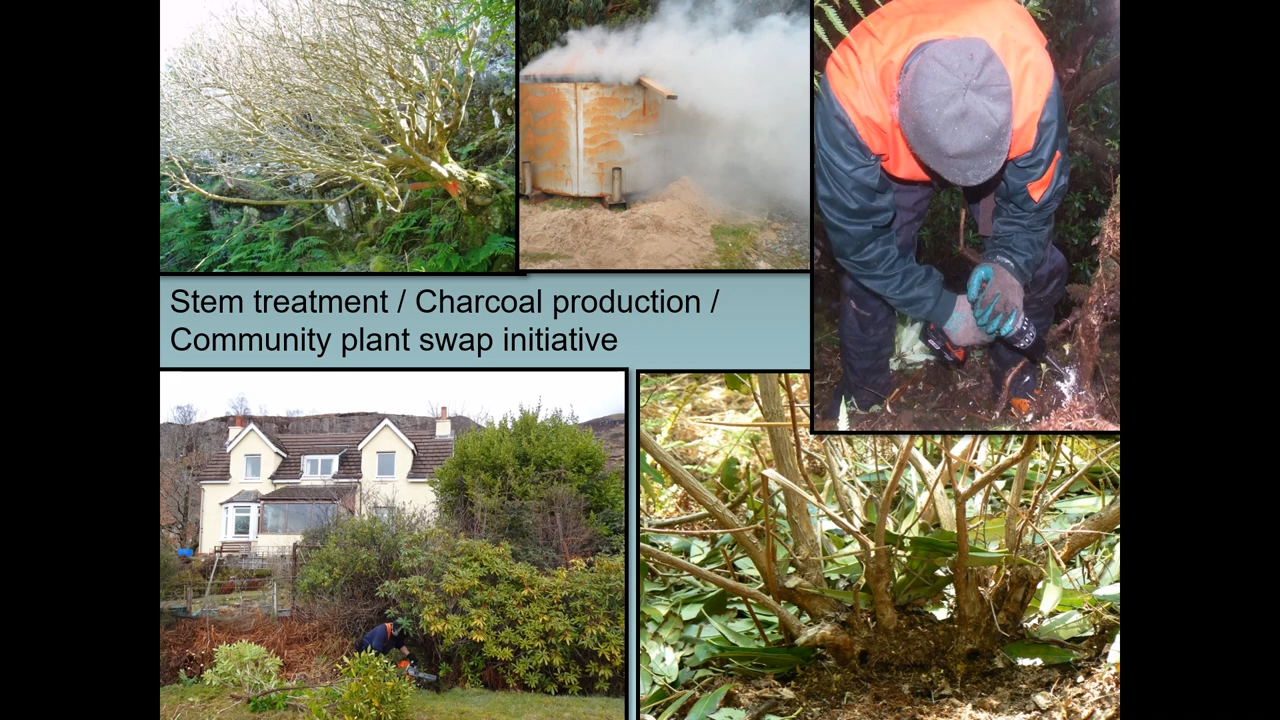 Stem treatment / Charcoal production /
Community plant swap initiative